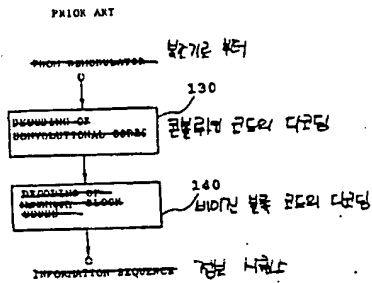 PRIOR ART
FROM DEMODULATOR
복조기로 부터
130
DECODING OF
CONVOLUTIONAL CODES
콘볼루션 코드의 디코딩
140
DECODING OF
BLOCK
비이진 블록 코드의 디코딩
INFORMATION SEQUENCE
정보 시퀀스